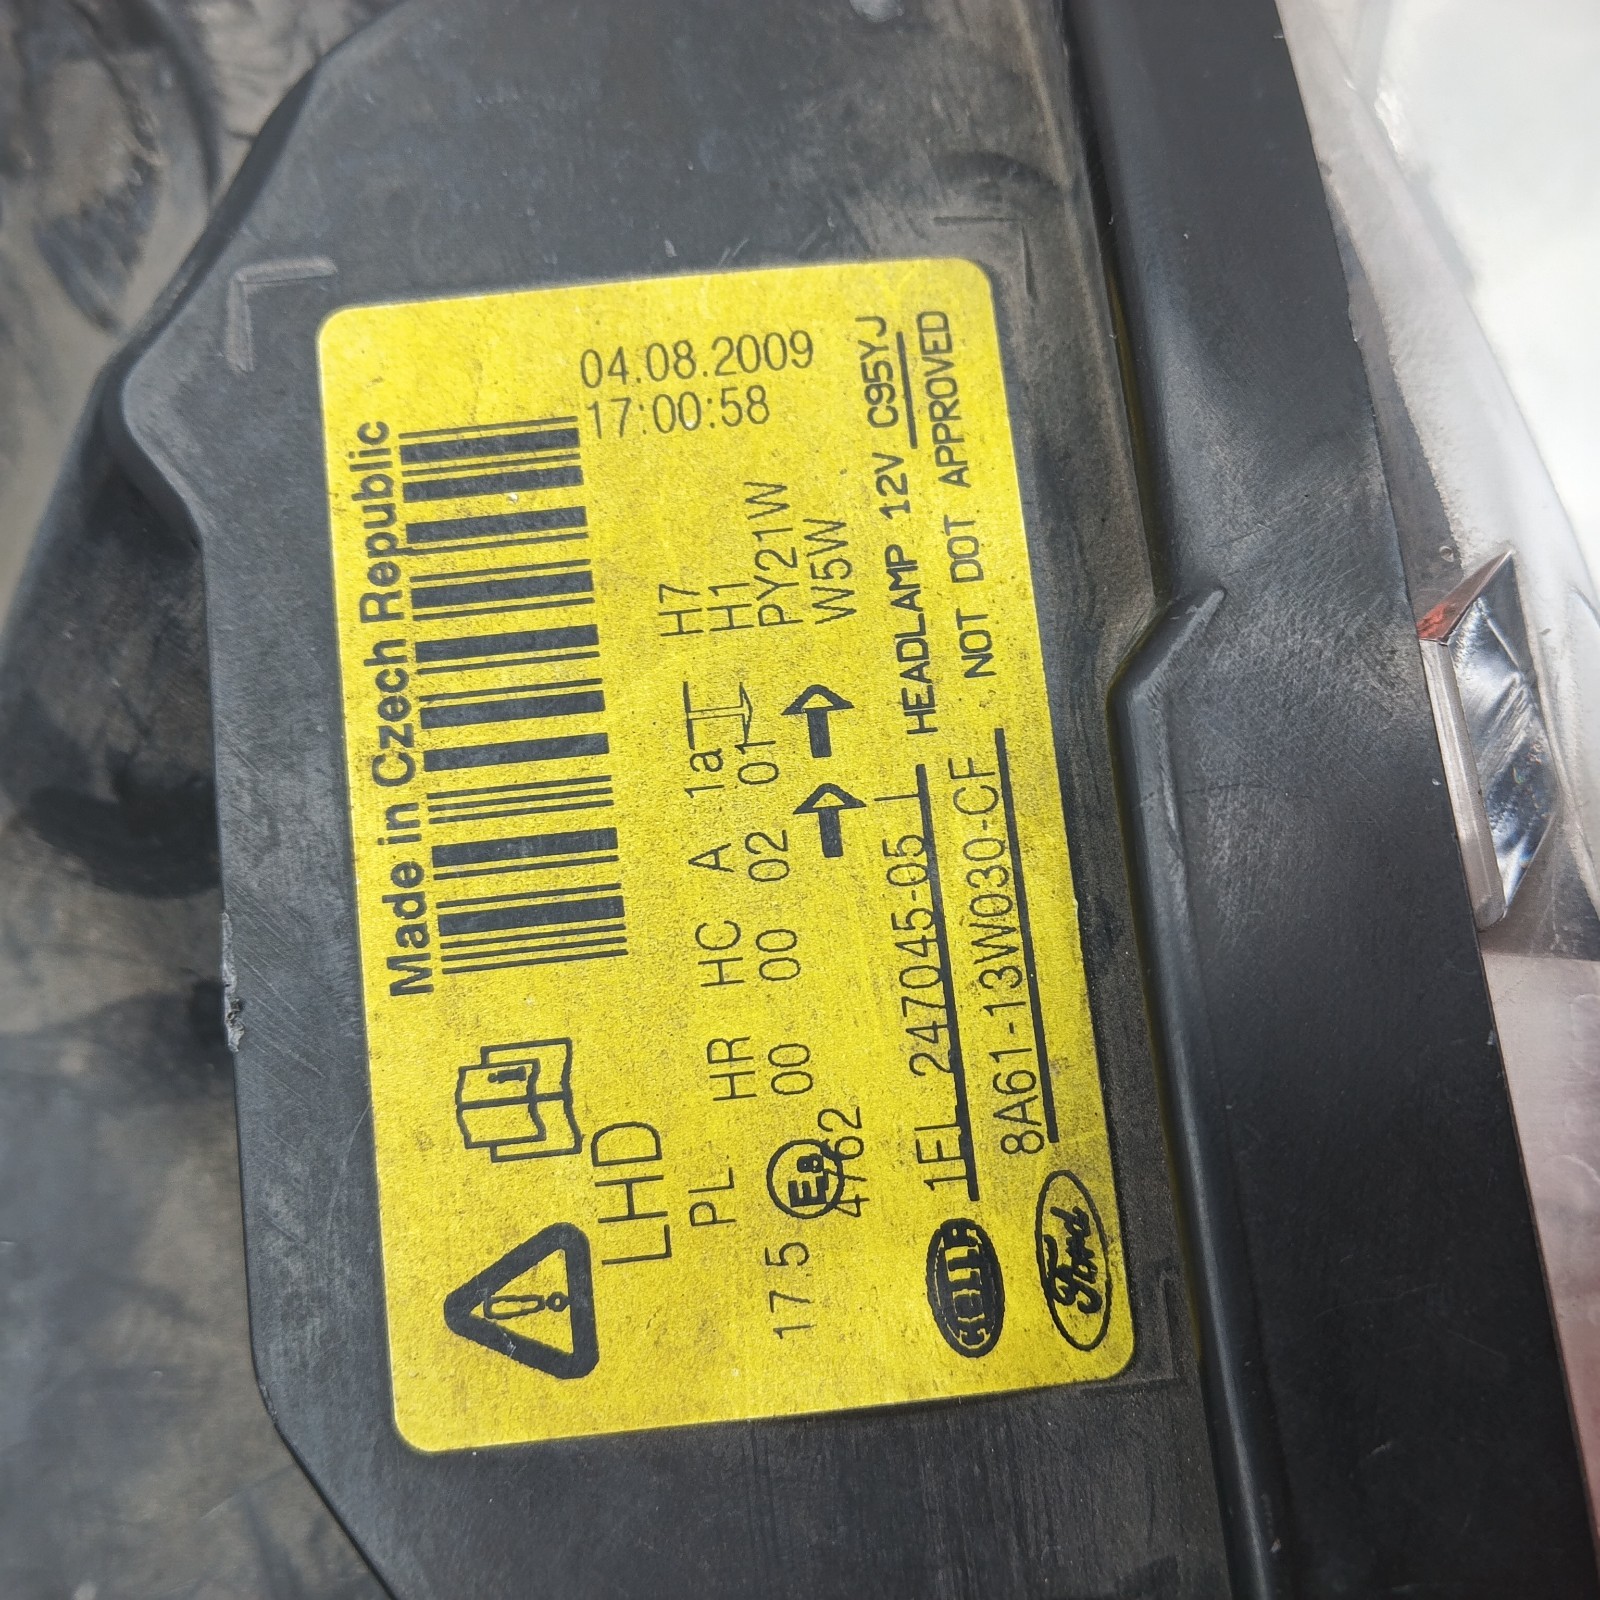 Made in Czech Republic
04.08.2009
17:00:58
LHD
PL HR HC A 1a H7
17.5 E8 00 00 02 01 H1
4762 PY21W
W5W
HELLA 1EL 247045-05 L HEADLAMP 12V C95YJ
Ford 8A61-13W030-CF NOT DOT APPROVED